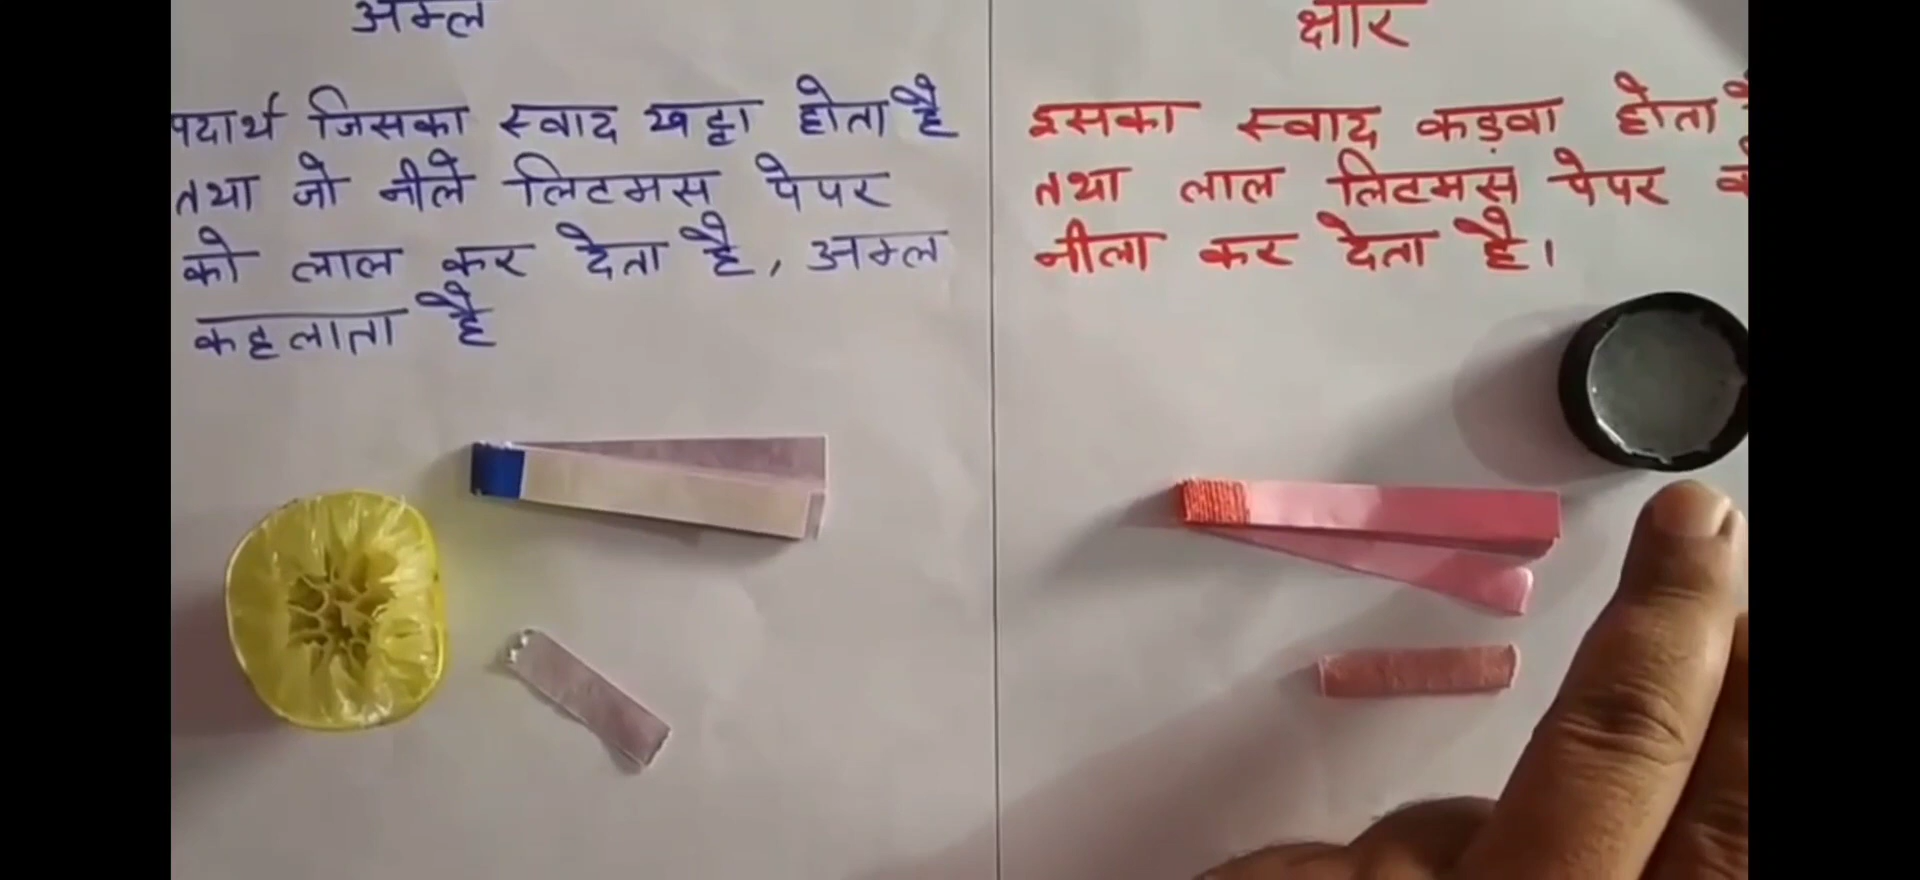 अम्ल
पदार्थ जिसका स्वाद खट्टा होता है
तथा जो नीले लिटमस पेपर
को लाल कर देता है, अम्ल
कहलाता है
क्षार
इसका स्वाद कड़वा होता
तथा लाल लिटमस पेपर
नीला कर देता है।